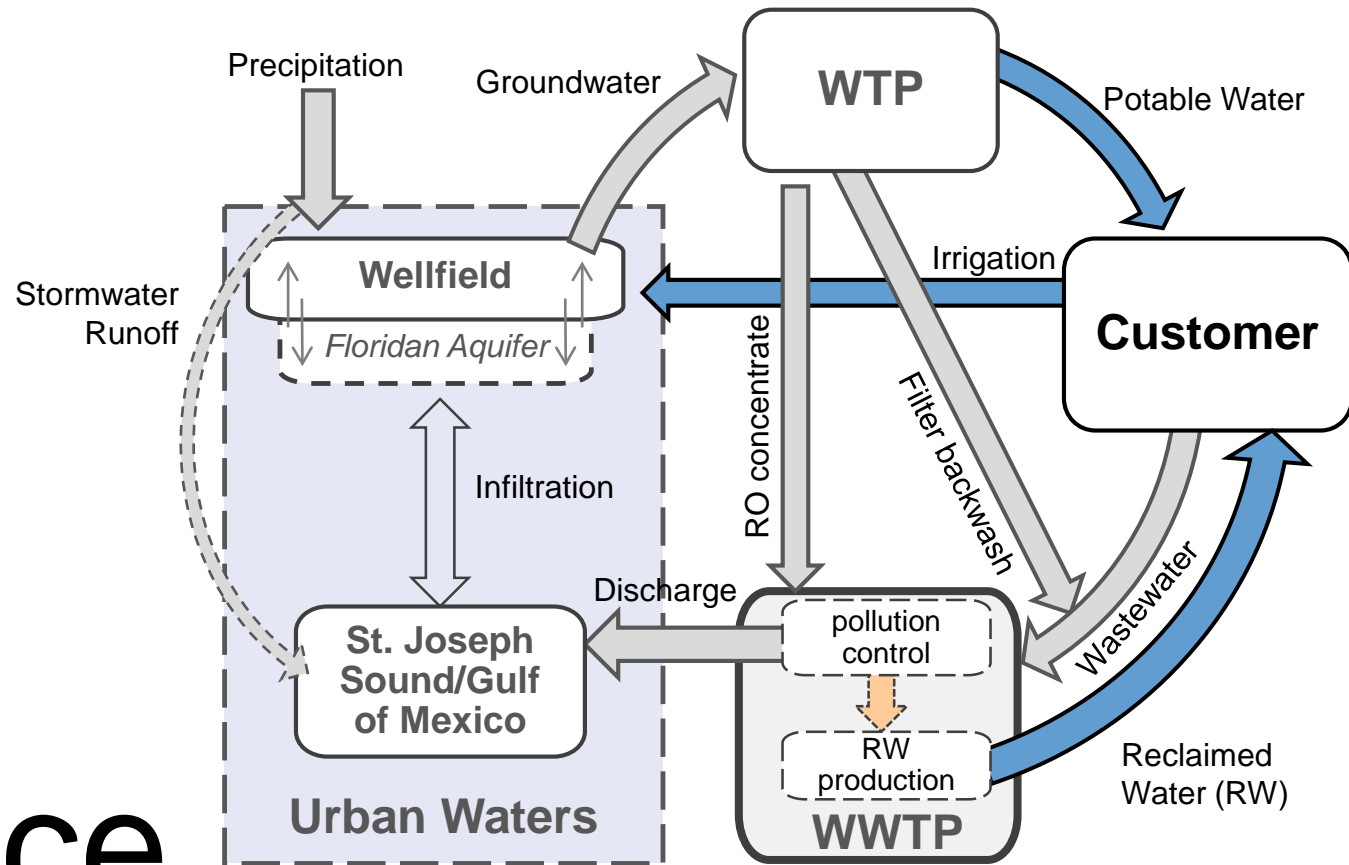 Precipitation
Groundwater
WTP
Potable Water
Stormwater
Runoff
Wellfield
Floridan Aquifer
Irrigation
Customer
RO concentrate
Filter backwash
Infiltration
Discharge
Wastewater
St. Joseph
Sound/Gulf
of Mexico
pollution
control
RW
production
Reclaimed
Water (RW)
Urban Waters
WWTP
ce